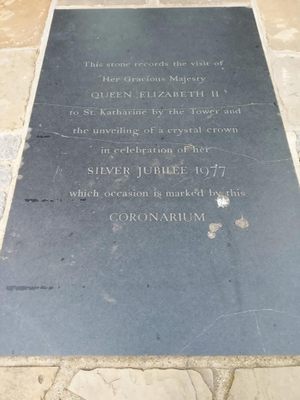 This stone records the visit of
Her Gracious Majesty
QUEEN ELIZABETH II
to St. Katharine by the Tower and
the unveiling of a crystal crown
in celebration of her
SILVER JUBILEE 1977
which occasion is marked by this
CORONARIUM